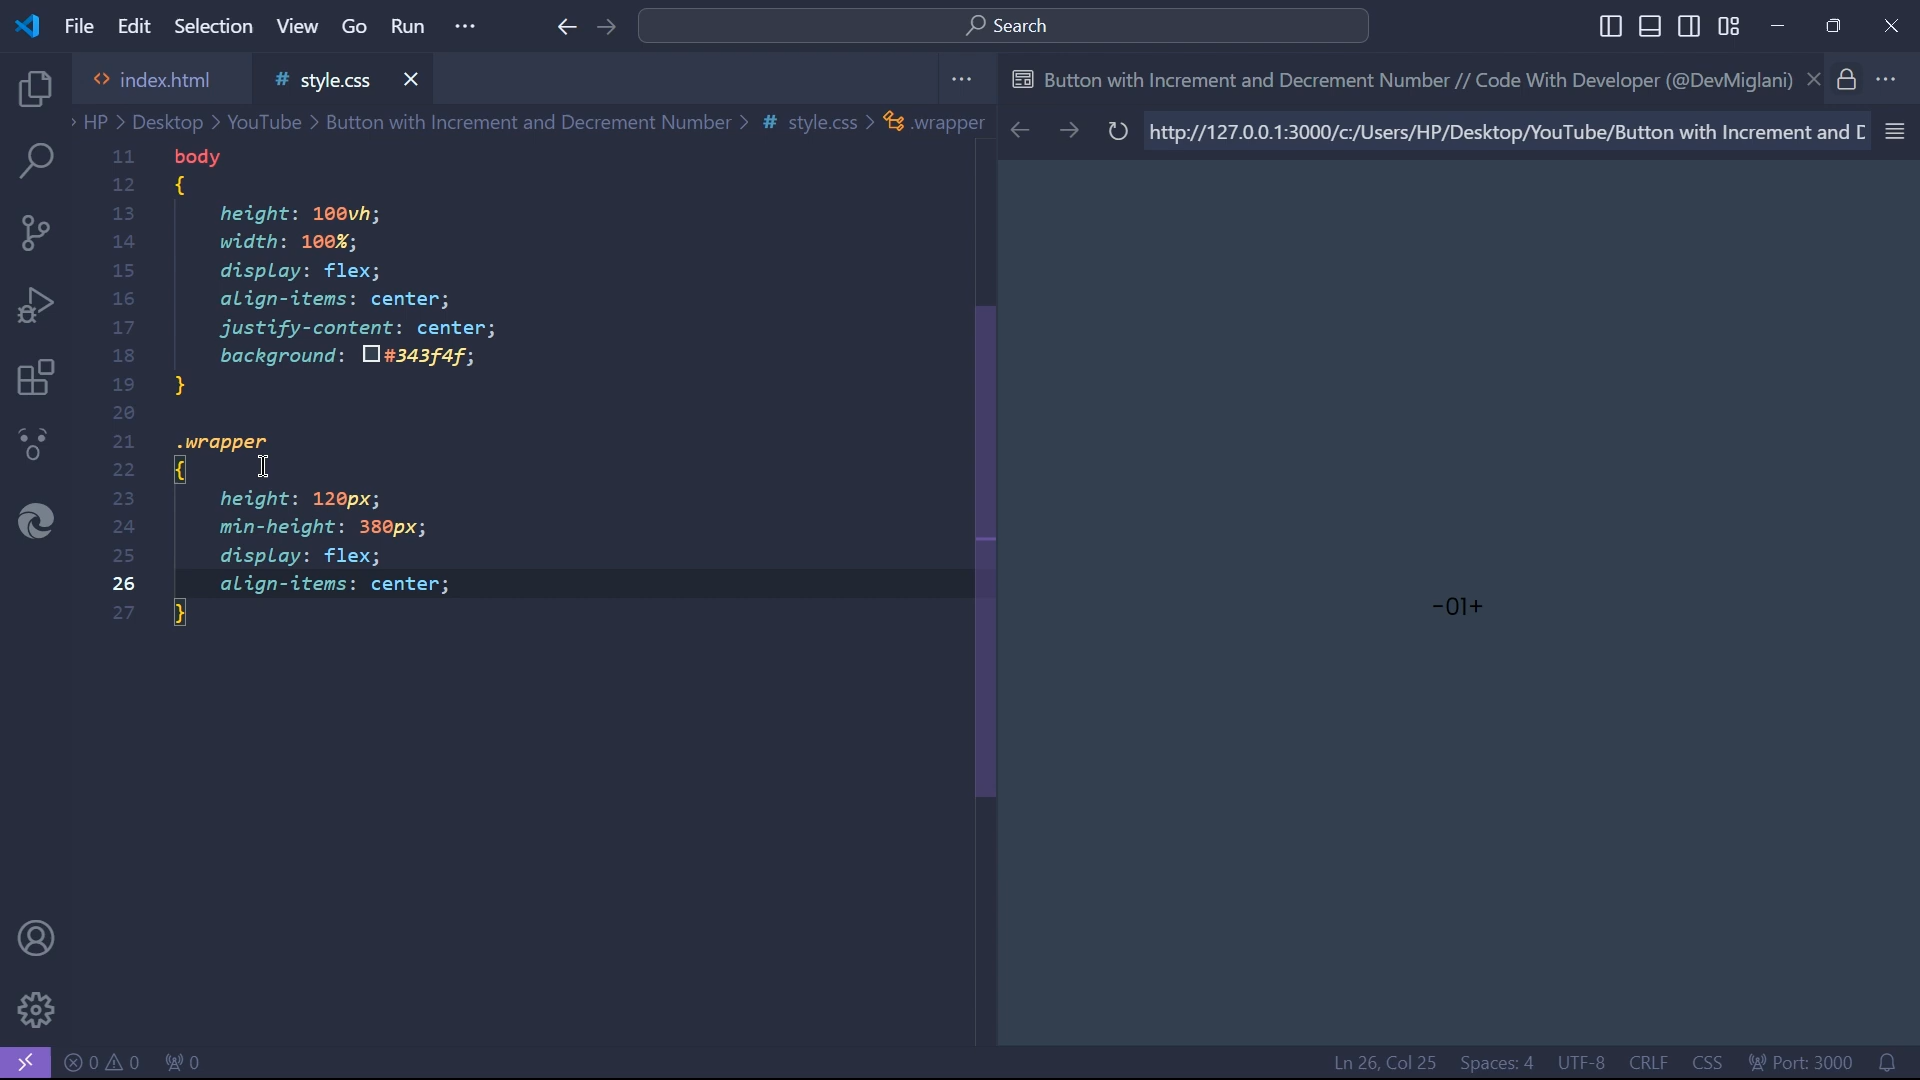 File Edit Selection View Go Run ··· Search
index.html # style.css ···
Button with Increment and Decrement Number // Code With Developer (@DevMiglani) ···
HP > Desktop > YouTube > Button with Increment and Decrement Number > # style.css > .wrapper
http://127.0.0.1:3000/c:/Users/HP/Desktop/YouTube/Button with Increment and D
11 body
12 {
13 height: 100vh;
14 width: 100%;
15 display: flex;
16 align-items: center;
17 justify-content: center;
18 background: #343f4f;
19 }
20
21 .wrapper
22 {
23 height: 120px;
24 min-height: 380px;
25 display: flex;
26 align-items: center;
27 }
-01+
0 0 0 Ln 26, Col 25 Spaces: 4 UTF-8 CRLF CSS Port: 3000